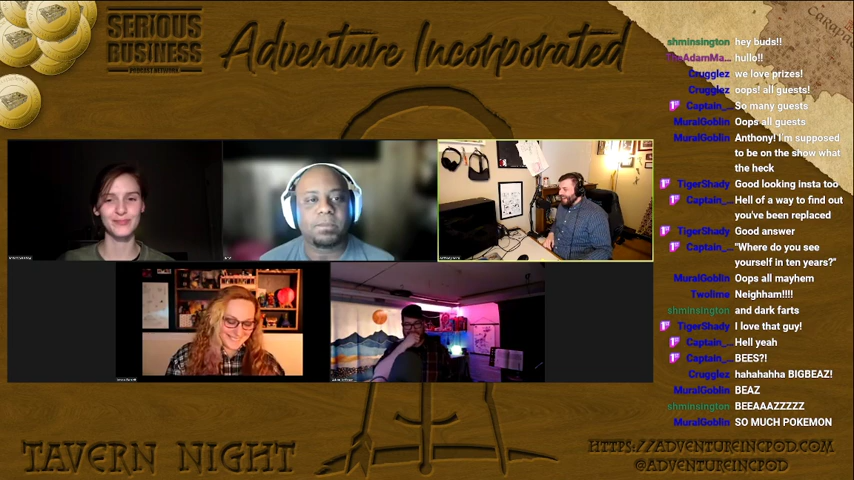 SERIOUS
BUSINESS
PODCAST NETWORK
Adventure Incorporated
CARAPAC
shminsington hey buds!!
TheAdamMa... hullo!!
Crugglez we love prizes!
Crugglez oops! all guests!
Captain_... So many guests
MuralGoblin Oops all guests
MuralGoblin Anthony! I'm supposed
to be on the show what
the heck
TigerShady Good looking insta too
Captain_... Hell of a way to find out
you've been replaced
TigerShady Good answer
Captain_... "Where do you see
yourself in ten years?"
MuralGoblin Oops all mayhem
Twolime Neighham!!!!
shminsington and dark farts
TigerShady I love that guy!
Captain_... Hell yeah
Captain_... BEES?!
Crugglez hahahahha BIGBEAZ!
MuralGoblin BEAZ
shminsington BEEAAAZZZZZ
MuralGoblin SO MUCH POKEMON
TAVERN NIGHT
HTTPS://ADVENTUREINCPOD.COM
@ADVENTUREINCPOD